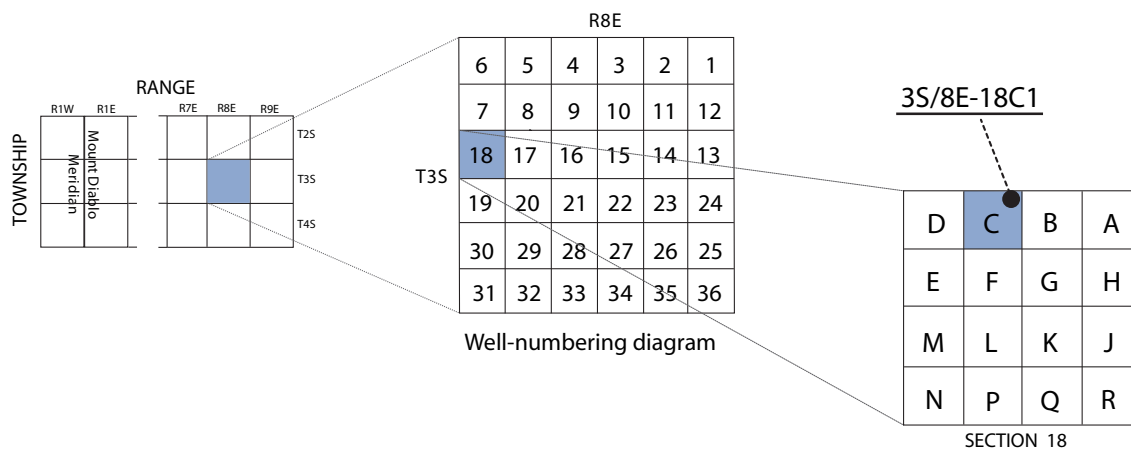 RANGE
R1W R1E R7E R8E R9E
T2S
T3S
T4S
TOWNSHIP
Mount Diablo
Meridian
R8E
6 5 4 3 2 1
7 8 9 10 11 12
18 17 16 15 14 13
T3S
19 20 21 22 23 24
30 29 28 27 26 25
31 32 33 34 35 36
Well-numbering diagram
3S/8E-18C1
D C B A
E F G H
M L K J
N P Q R
SECTION 18